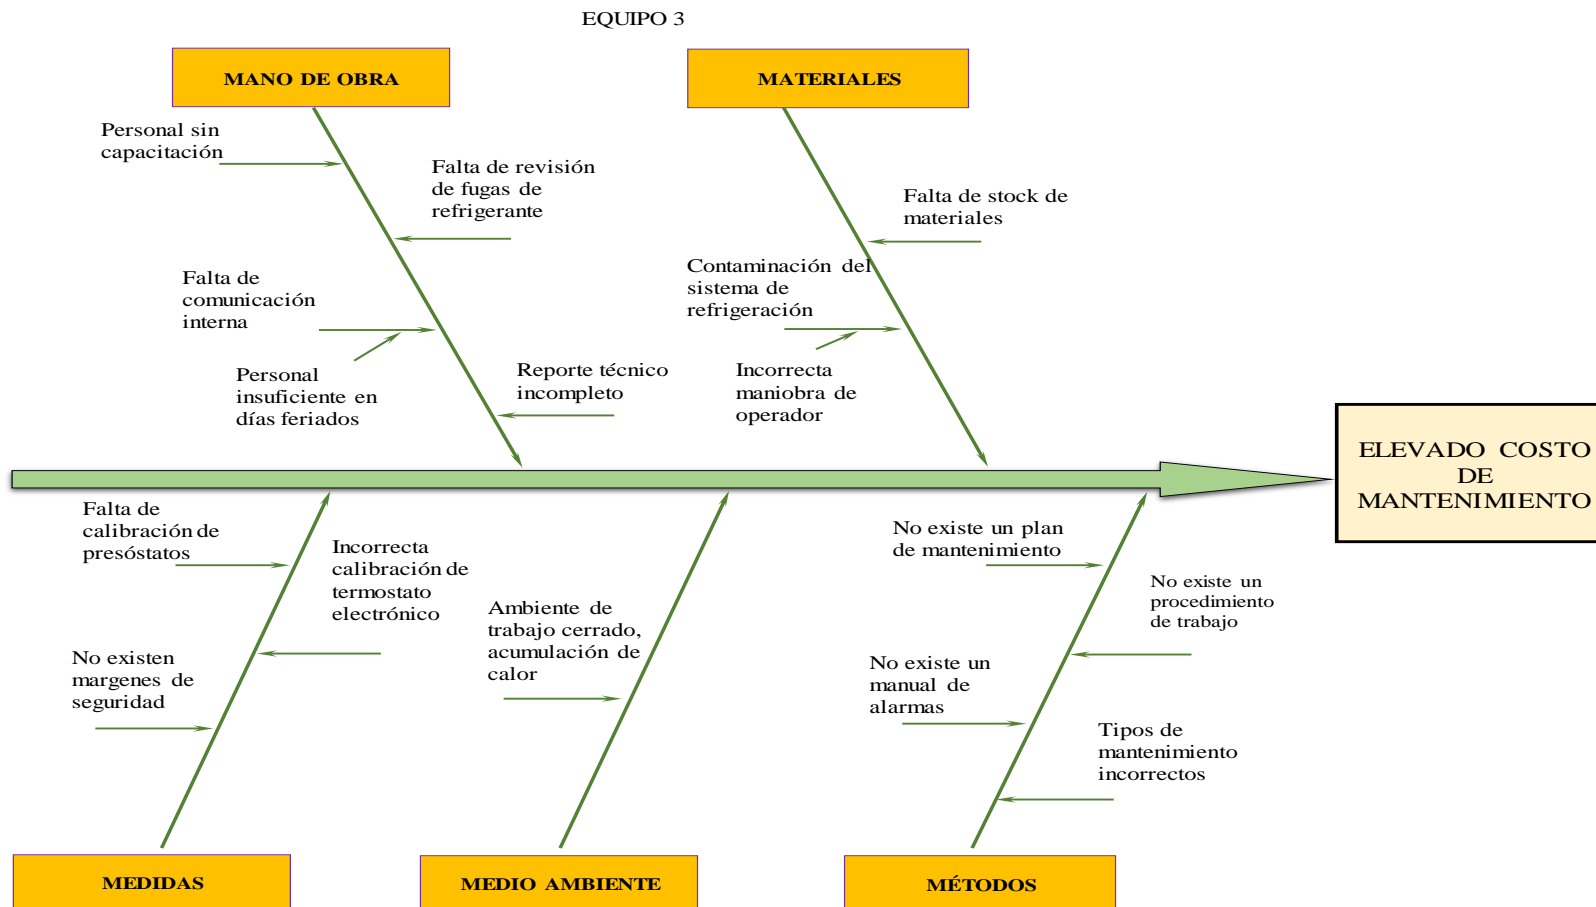 EQUIPO 3
MANO DE OBRA
MATERIALES
Personal sin
capacitación
Falta de revisión
de fugas de
refrigerante
Falta de stock de
materiales
Falta de
comunicación
interna
Contaminación del
sistema de
refrigeración
Personal
insuficiente en
días feriados
Reporte técnico
incompleto
Incorrecta
maniobra de
operador
ELEVADO COSTO
DE
MANTENIMIENTO
Falta de
calibración de
presóstatos
Incorrecta
calibración de
termostato
electrónico
No existen
margenes de
seguridad
Ambiente de
trabajo cerrado,
acumulación de
calor
No existe un plan
de mantenimiento
No existe un
procedimiento
de trabajo
No existe un
manual de
alarmas
Tipos de
mantenimiento
incorrectos
MEDIDAS
MEDIO AMBIENTE
MÉTODOS